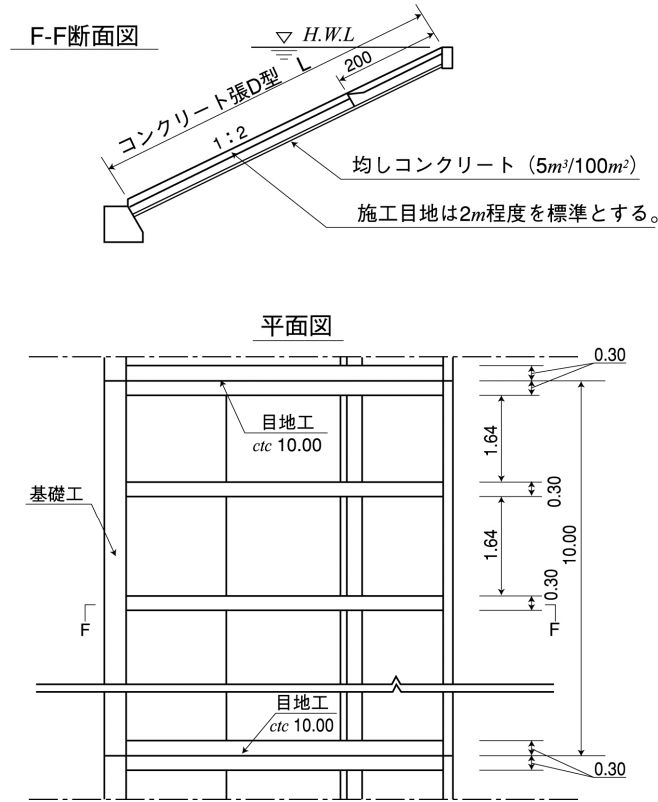 F-F断面図
H.W.L
L
200
コンクリート張D型
1：2
均しコンクリート（5m³/100m²）
施工目地は2m程度を標準とする。
平面図
0.30
目地工
ctc 10.00
1.64
基礎工
0.30
1.64
10.00
0.30
F
F
目地工
ctc 10.00
0.30